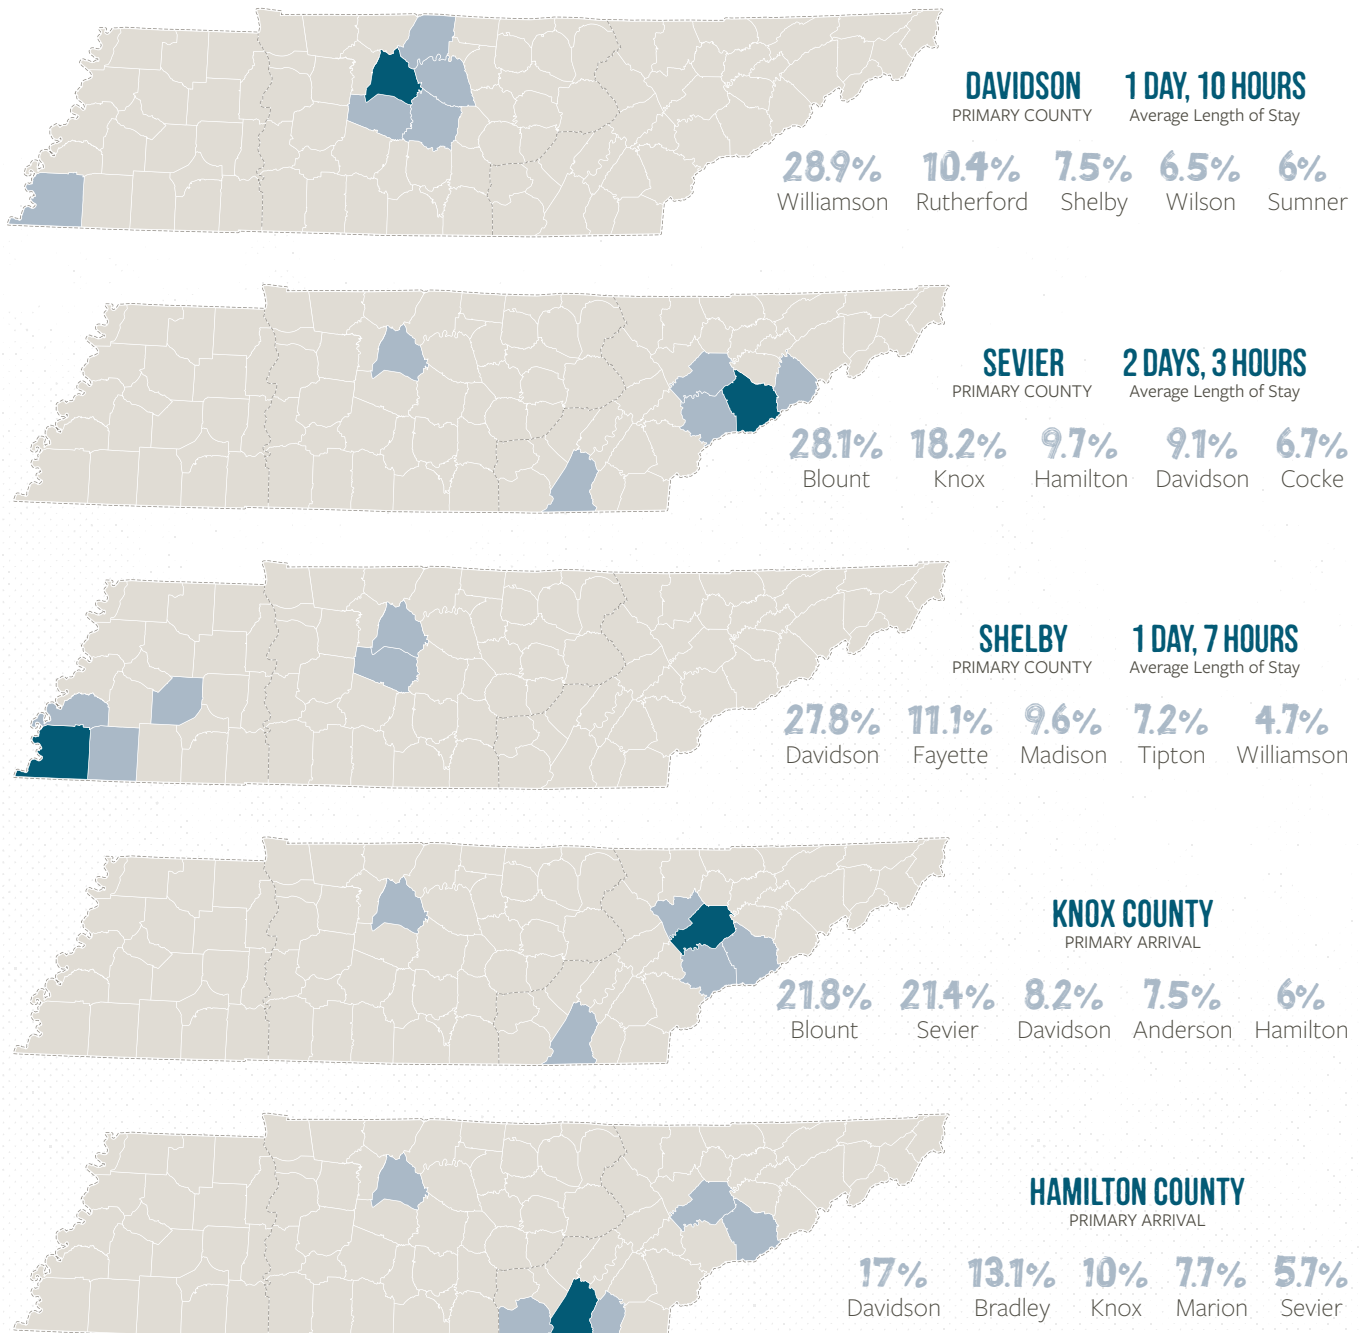 DAVIDSON 1 DAY, 10 HOURS
PRIMARY COUNTY Average Length of Stay
28.9% 10.4% 7.5% 6.5% 6%
Williamson Rutherford Shelby Wilson Sumner
SEVIER 2 DAYS, 3 HOURS
PRIMARY COUNTY Average Length of Stay
28.1% 18.2% 9.7% 9.1% 6.7%
Blount Knox Hamilton Davidson Cocke
SHELBY 1 DAY, 7 HOURS
PRIMARY COUNTY Average Length of Stay
27.8% 11.1% 9.6% 7.2% 4.7%
Davidson Fayette Madison Tipton Williamson
KNOX COUNTY
PRIMARY ARRIVAL
21.8% 21.4% 8.2% 7.5% 6%
Blount Sevier Davidson Anderson Hamilton
HAMILTON COUNTY
PRIMARY ARRIVAL
17% 13.1% 10% 7.7% 5.7%
Davidson Bradley Knox Marion Sevier